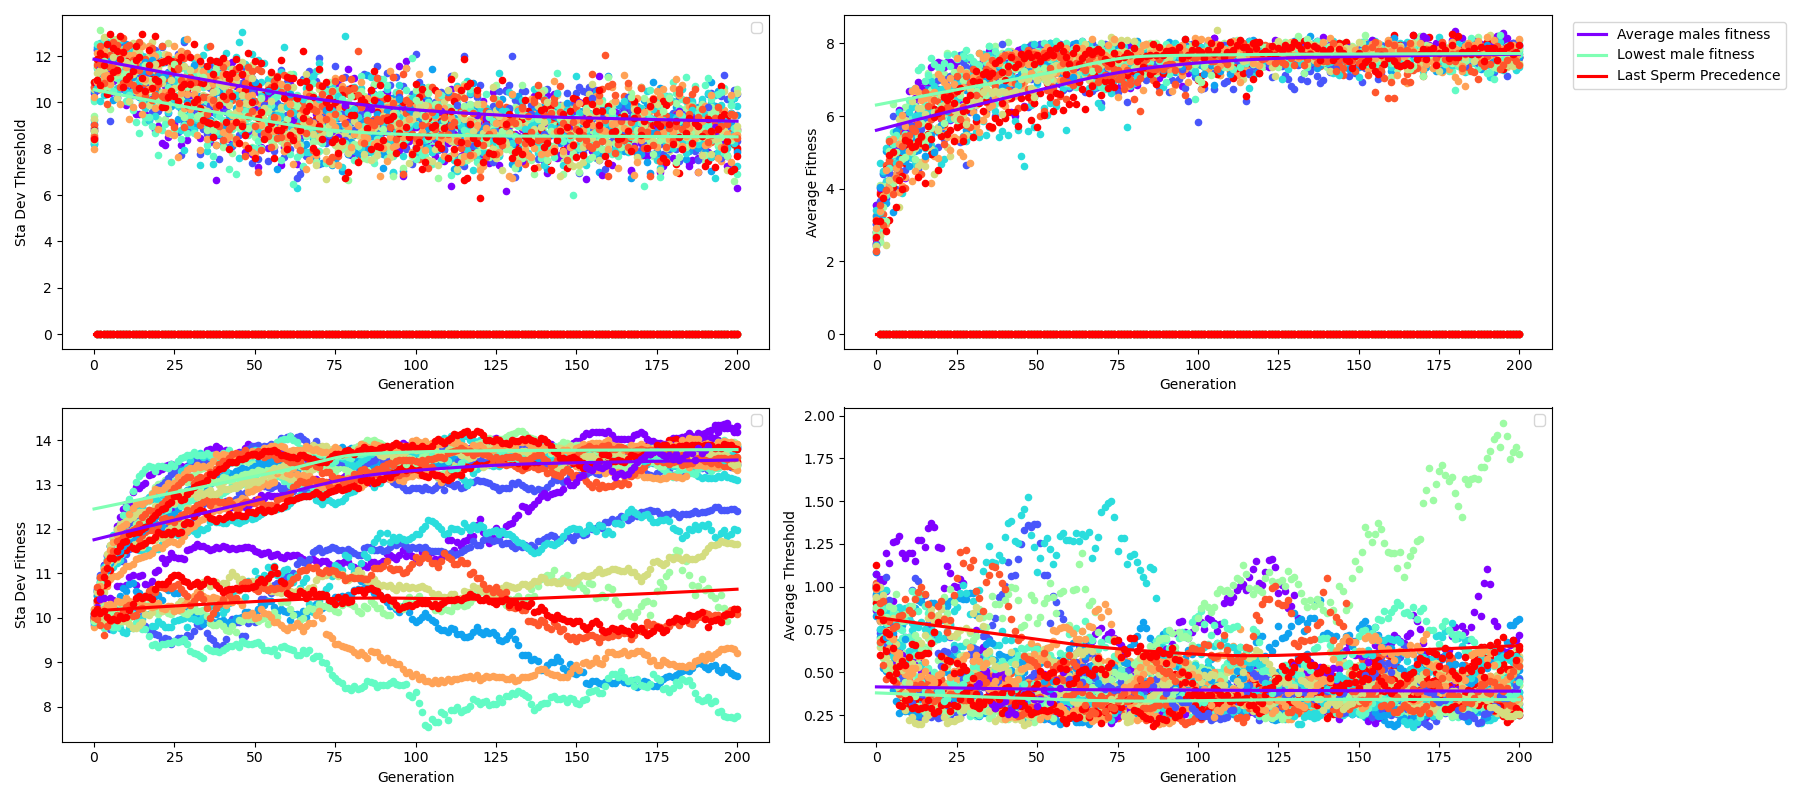 Sta Dev Threshold
12
10
8
6
4
2
0
0 25 50 75 100 125 150 175 200
Generation
Average Fitness
8
6
4
2
0
0 25 50 75 100 125 150 175 200
Generation
Average males fitness
Lowest male fitness
Last Sperm Precedence
Sta Dev Fitness
14
13
12
11
10
9
8
0 25 50 75 100 125 150 175 200
Generation
Average Threshold
2.00
1.75
1.50
1.25
1.00
0.75
0.50
0.25
0 25 50 75 100 125 150 175 200
Generation